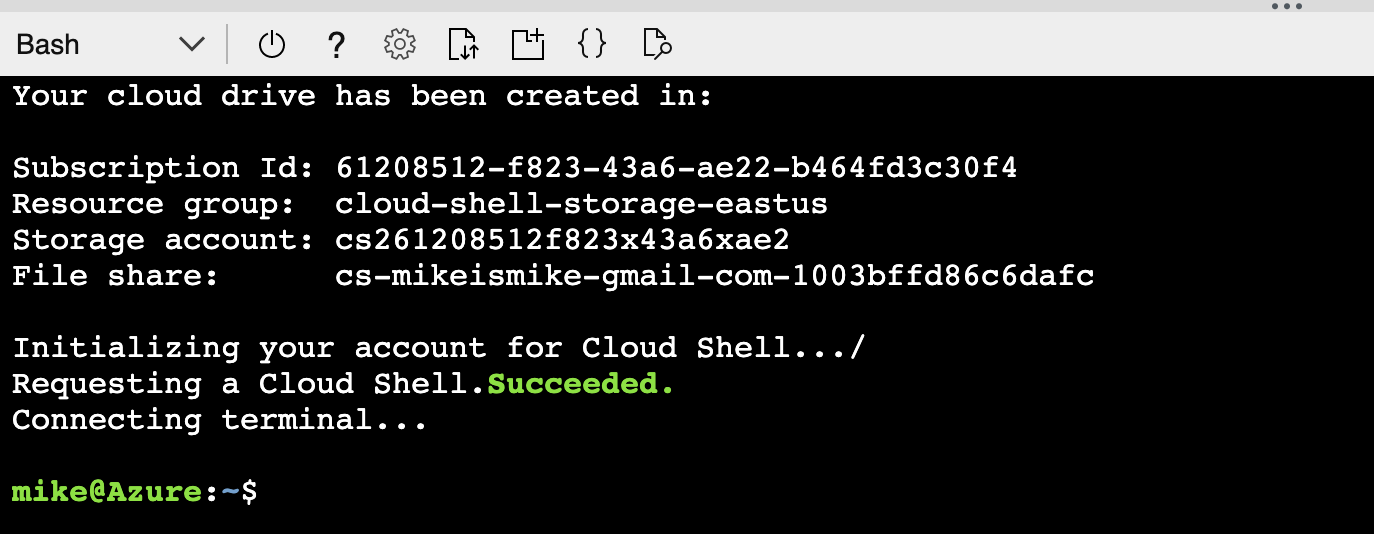 Bash
?
{}
Your cloud drive has been created in:
Subscription Id: 61208512-f823-43a6-ae22-b464fd3c30f4
Resource group:  cloud-shell-storage-eastus
Storage account: cs261208512f823x43a6xae2
File share:      cs-mikeismike-gmail-com-1003bffd86c6dafc
Initializing your account for Cloud Shell.../
Requesting a Cloud Shell.Succeeded.
Connecting terminal...
mike@Azure:~$